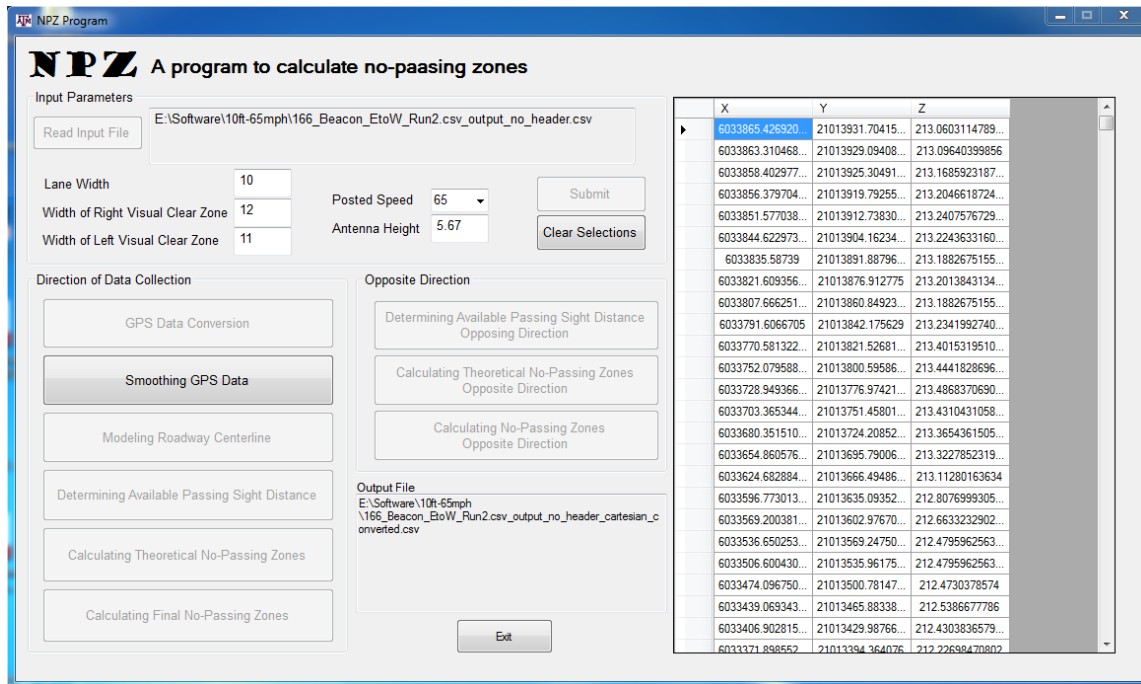 NPZ Program
NPZ A program to calculate no-paasing zones
Input Parameters
Read Input File
E:\Software\10ft-65mph\166_Beacon_EtoW_Run2.csv_output_no_header.csv
Lane Width 10
Width of Right Visual Clear Zone 12
Width of Left Visual Clear Zone 11
Posted Speed 65
Antenna Height 5.67
Submit
Clear Selections
Direction of Data Collection
GPS Data Conversion
Smoothing GPS Data
Modeling Roadway Centerline
Determining Available Passing Sight Distance
Calculating Theoretical No-Passing Zones
Calculating Final No-Passing Zones
Opposite Direction
Determining Available Passing Sight Distance
Opposing Direction
Calculating Theoretical No-Passing Zones
Opposite Direction
Calculating No-Passing Zones
Opposite Direction
Output File
E:\Software\10ft-65mph
\166_Beacon_EtoW_Run2.csv_output_no_header_cartesian_c
onverted.csv
Exit
X Y Z
6033865.426920... 21013931.70415... 213.0603114789...
6033863.310468... 21013929.09408... 213.09640399856
6033858.402977... 21013925.30491... 213.1685923187...
6033856.379704... 21013919.79255... 213.2046618724...
6033851.577038... 21013912.73830... 213.2407576729...
6033844.622973... 21013904.16234... 213.2243633160...
6033835.58739 21013891.88796... 213.1882675155...
6033821.609356... 21013876.912775 213.2013843134...
6033807.666251... 21013860.84923... 213.1882675155...
6033791.6066705 21013842.175629 213.2341992740...
6033770.581322... 21013821.52681... 213.4015319510...
6033752.079588... 21013800.59586... 213.4441828696...
6033728.949366... 21013776.97421... 213.4868370690...
6033703.365344... 21013751.45801... 213.4310431058...
6033680.351510... 21013724.20852... 213.3654361505...
6033654.860576... 21013695.79006... 213.3227852319...
6033624.682884... 21013666.49486... 213.11280163634
6033596.773013... 21013635.09352... 212.8076999305...
6033569.200381... 21013602.97670... 212.6633232902...
6033536.650253... 21013569.24750... 212.4795962563...
6033506.600430... 21013535.96175... 212.4795962563...
6033474.096750... 21013500.78147... 212.4730378574
6033439.069343... 21013465.88338... 212.5386677786
6033406.902815... 21013429.98766... 212.4303836579...
6033371.898552... 21013394.364076 212.22698470802